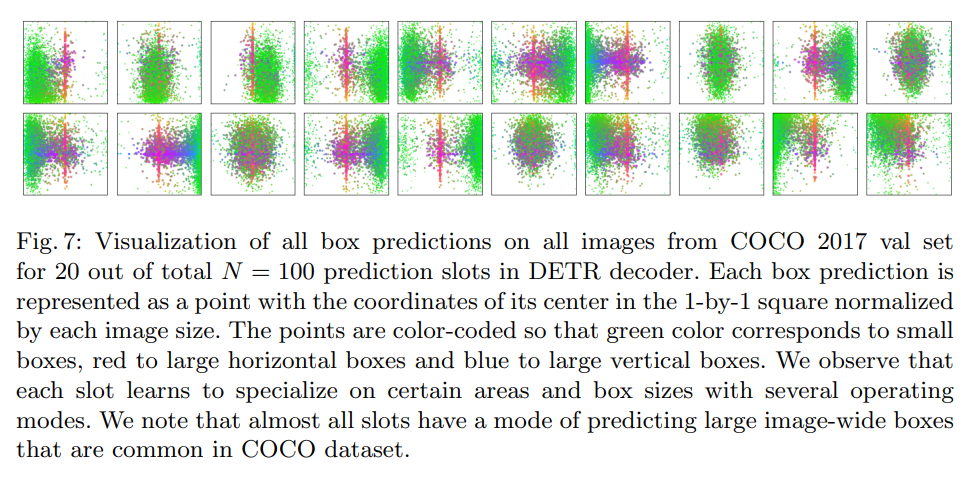 Fig. 7: Visualization of all box predictions on all images from COCO 2017 val set
for 20 out of total N = 100 prediction slots in DETR decoder. Each box prediction is
represented as a point with the coordinates of its center in the 1-by-1 square normalized
by each image size. The points are color-coded so that green color corresponds to small
boxes, red to large horizontal boxes and blue to large vertical boxes. We observe that
each slot learns to specialize on certain areas and box sizes with several operating
modes. We note that almost all slots have a mode of predicting large image-wide boxes
that are common in COCO dataset.